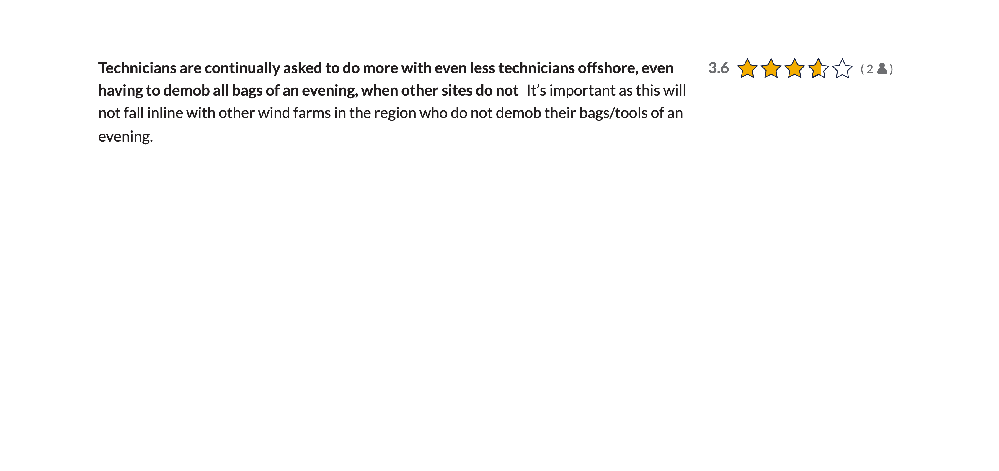 Technicians are continually asked to do more with even less technicians offshore, even
having to demob all bags of an evening, when other sites do not It’s important as this will
not fall inline with other wind farms in the region who do not demob their bags/tools of an
evening.
3.6 (2)